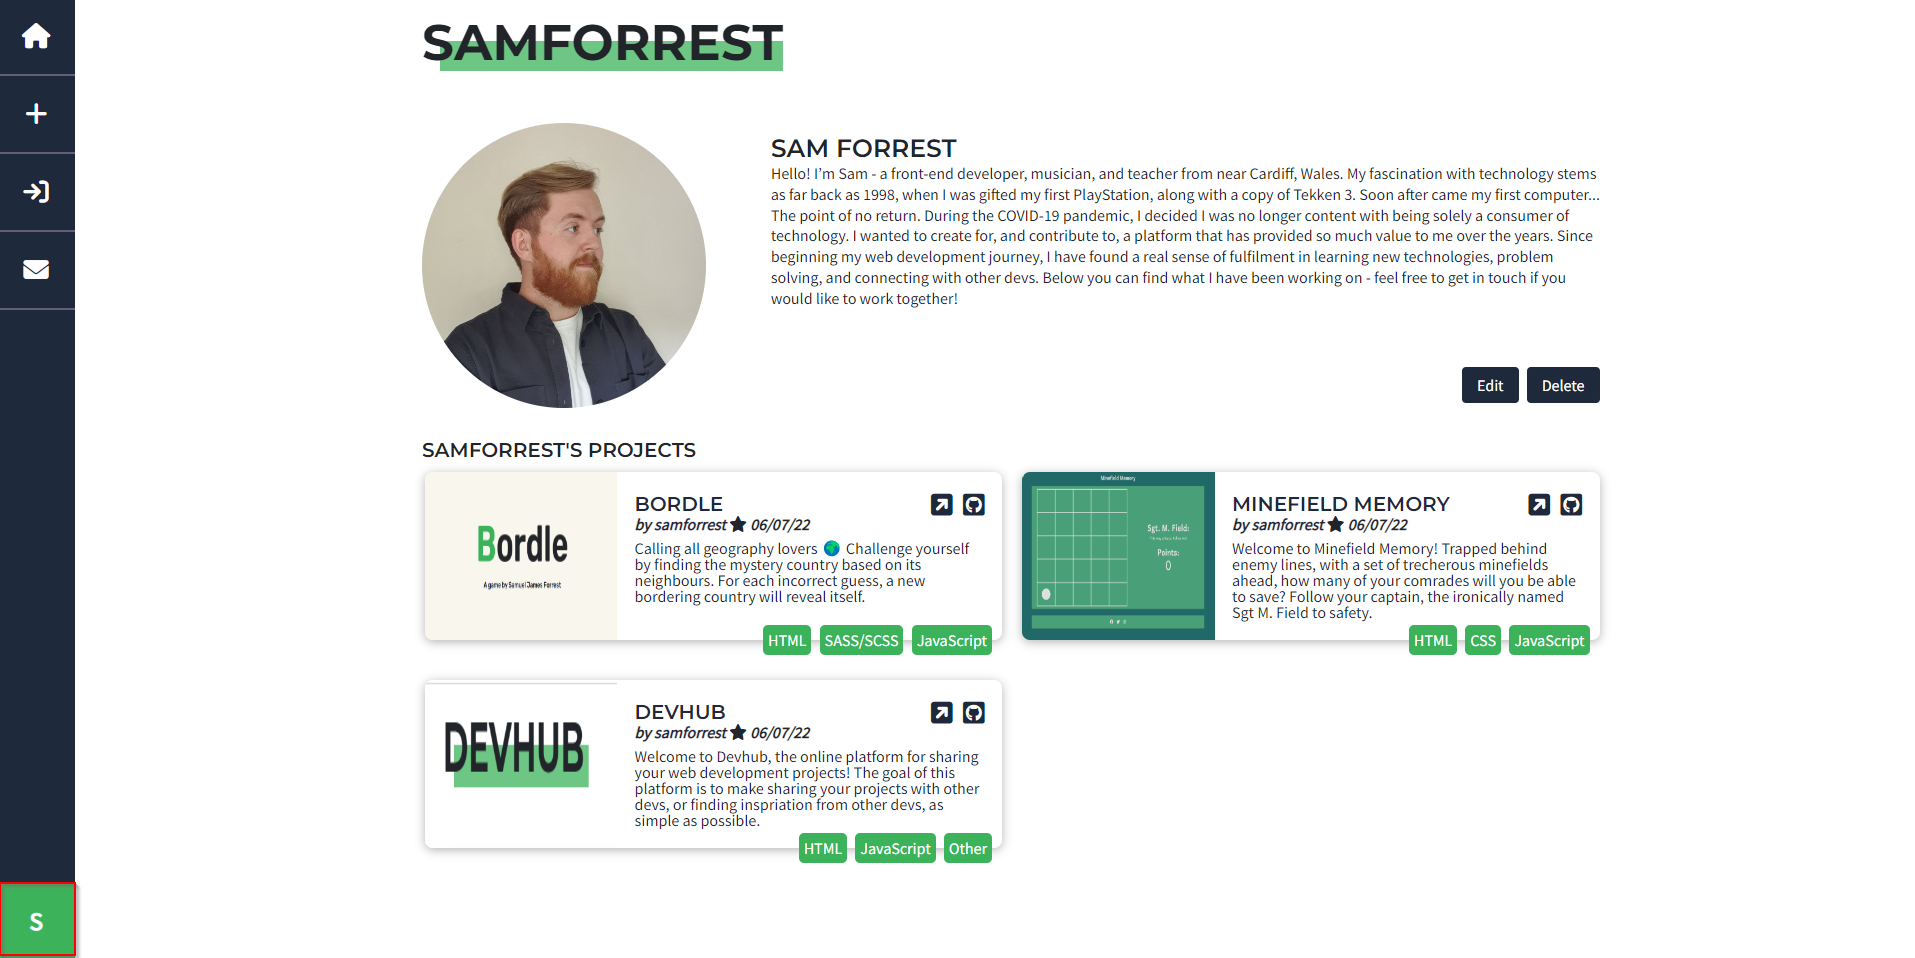 SAMFORREST
SAM FORREST
Hello! I'm Sam - a front-end developer, musician, and teacher from near Cardiff, Wales. My fascination with technology stems
as far back as 1998, when I was gifted my first PlayStation, along with a copy of Tekken 3. Soon after came my first computer...
The point of no return. During the COVID-19 pandemic, I decided I was no longer content with being solely a consumer of
technology. I wanted to create for, and contribute to, a platform that has provided so much value to me over the years. Since
beginning my web development journey, I have found a real sense of fulfilment in learning new technologies, problem
solving, and connecting with other devs. Below you can find what I have been working on - feel free to get in touch if you
would like to work together!
Edit Delete
SAMFORREST'S PROJECTS
Bordle
A game by Samuel James Forrest
BORDLE
by samforrest ★ 06/07/22
Calling all geography lovers 🌍 Challenge yourself
by finding the mystery country based on its
neighbours. For each incorrect guess, a new
bordering country will reveal itself.
HTML SASS/SCSS JavaScript
Minefield Memory
Sgt. M. Field:
Points:
0
MINEFIELD MEMORY
by samforrest ★ 06/07/22
Welcome to Minefield Memory! Trapped behind
enemy lines, with a set of trecherous minefields
ahead, how many of your comrades will you be able
to save? Follow your captain, the ironically named
Sgt M. Field to safety.
HTML CSS JavaScript
DEVHUB
DEVHUB
by samforrest ★ 06/07/22
Welcome to Devhub, the online platform for sharing
your web development projects! The goal of this
platform is to make sharing your projects with other
devs, or finding inspriation from other devs, as
simple as possible.
HTML JavaScript Other
S